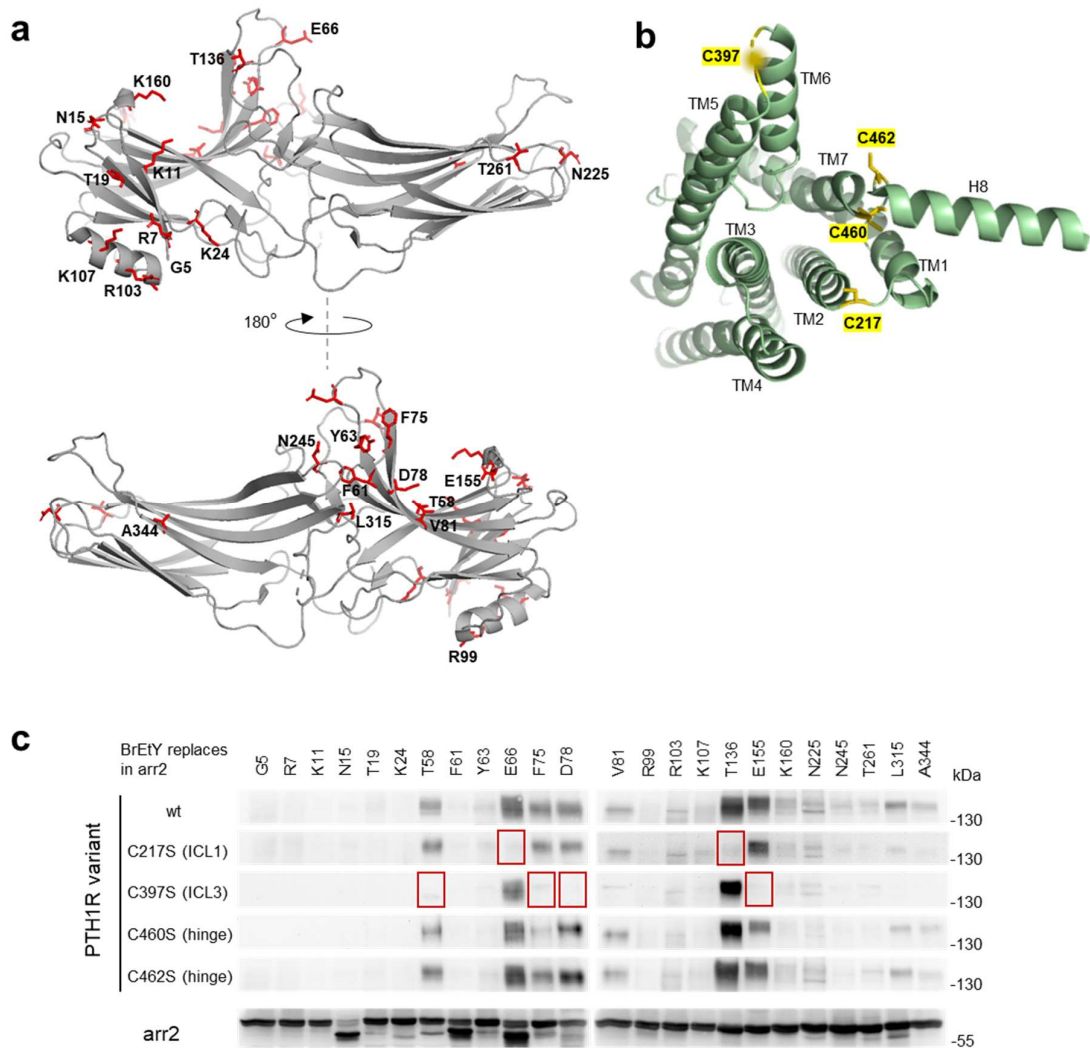 a
E66
T136
K160
N15
K11
T19
T261
N225
R7
K24
G5
K107
R103
180°
F75
N245
Y63
D78
E155
F61
T58
A344
L315
V81
R99
b
C397
TM6
TM5
C462
TM7
H8
TM3
C460
TM1
TM2
C217
TM4
c
BrEtY replaces
in arr2
G5 R7 K11 N15 T19 K24 T58 F61 Y63 E66 F75 D78 V81 R99 R103 K107 T136 E155 K160 N225 N245 T261 L315 A344 kDa
PTH1R variant
wt -130
C217S (ICL1) -130
C397S (ICL3) -130
C460S (hinge) -130
C462S (hinge) -130
arr2 -55